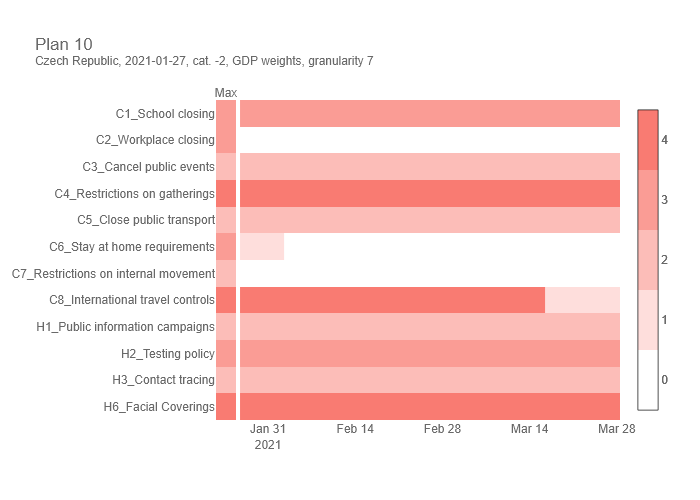 Plan 10
Czech Republic, 2021-01-27, cat. -2, GDP weights, granularity 7
Max
C1_School closing
C2_Workplace closing
C3_Cancel public events
C4_Restrictions on gatherings
C5_Close public transport
C6_Stay at home requirements
C7_Restrictions on internal movement
C8_International travel controls
H1_Public information campaigns
H2_Testing policy
H3_Contact tracing
H6_Facial Coverings
Jan 31 Feb 14 Feb 28 Mar 14 Mar 28
2021
4
3
2
1
0